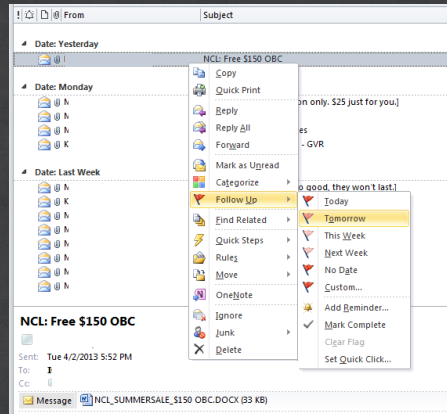 ! From Subject
Date: Yesterday
NCL: Free $150 OBC
Copy
Quick Print
Date: Monday
N on only. $25 just for you.]
Reply
N
Reply All es
K - GVR
Forward
Mark as Unread
Date: Last Week
Categorize o good, they won't last.]
K
Follow Up Today
K
Tomorrow
Find Related
N
This Week
K
Quick Steps Next Week
N
Rules No Date
N
Move Custom...
N
OneNote
Add Reminder...
Ignore Mark Complete
Junk Clear Flag
Delete Set Quick Click...
NCL: Free $150 OBC
Sent: Tue 4/2/2013 5:52 PM
To:
Cc:
Message NCL_SUMMERSALE_$150 OBC.DOCX (33 KB)